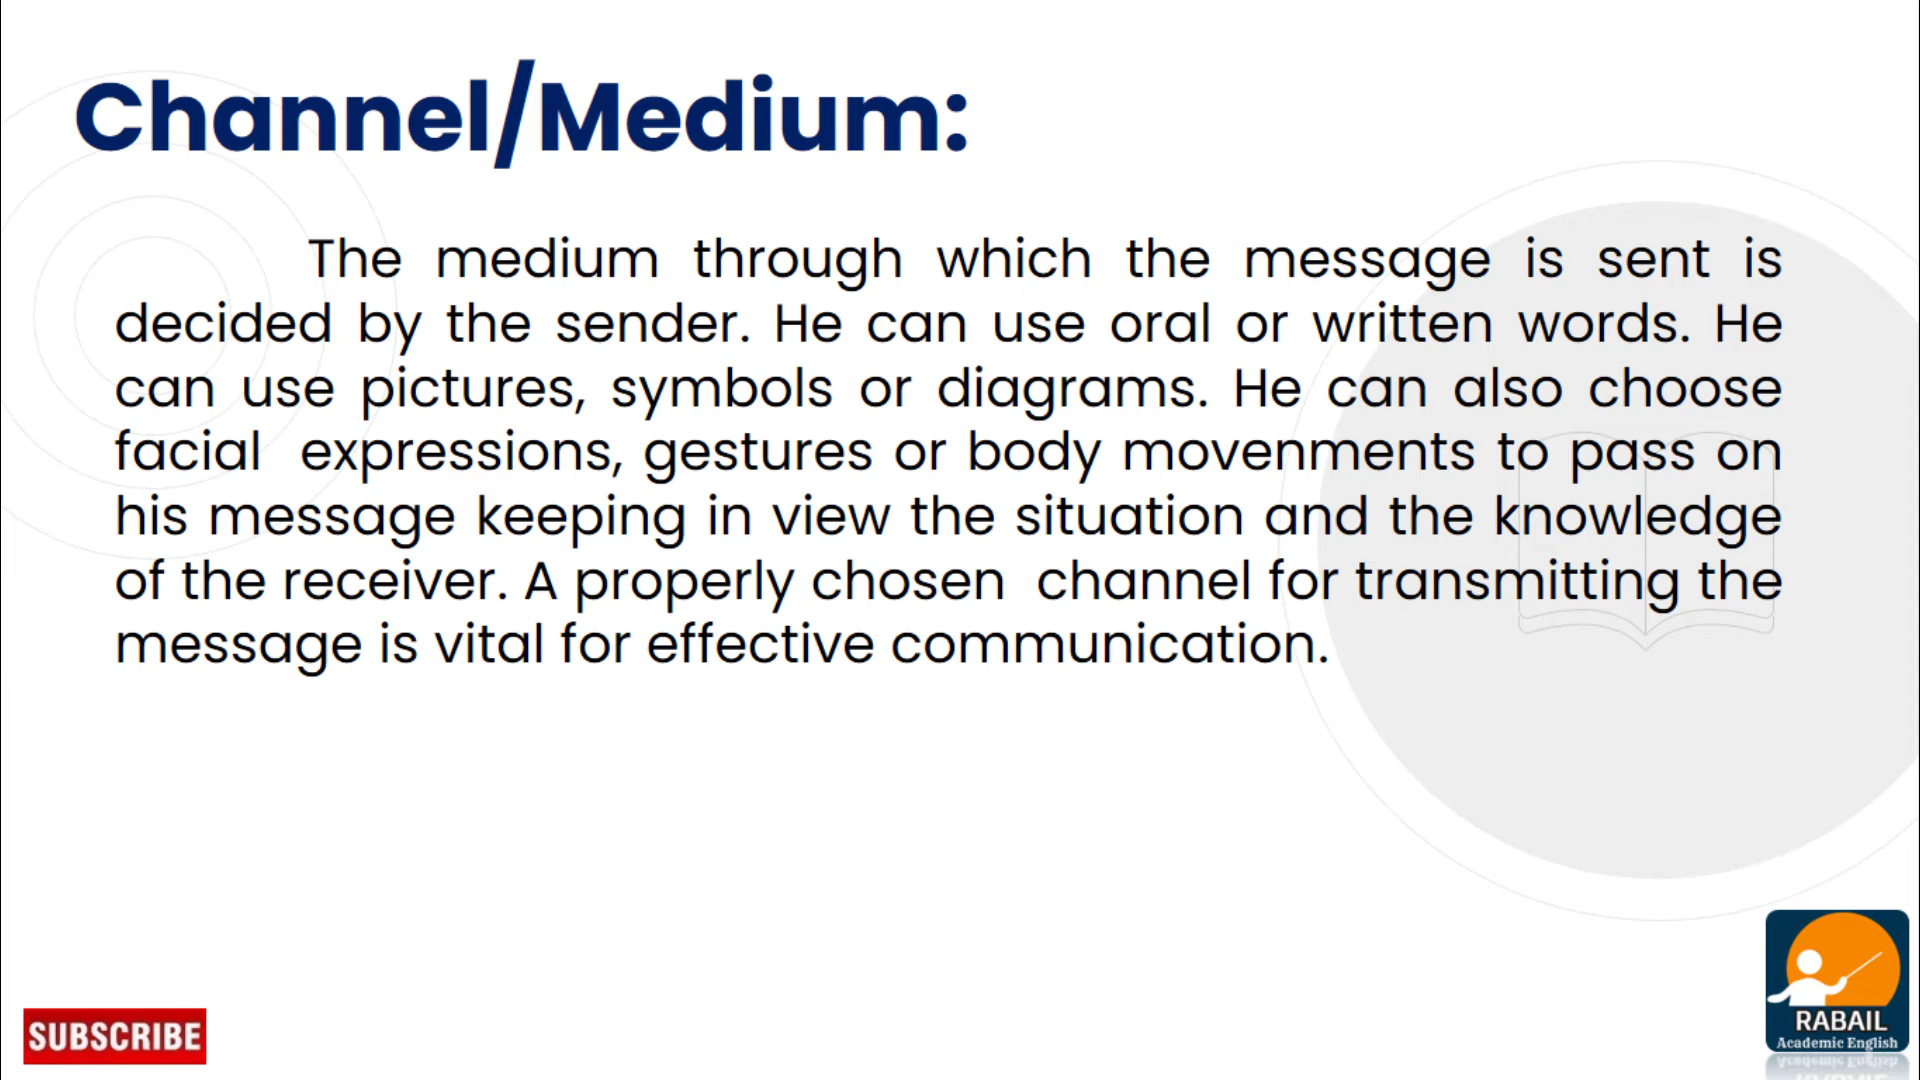 Channel/Medium:
The medium through which the message is sent is
decided by the sender. He can use oral or written words. He
can use pictures, symbols or diagrams. He can also choose
facial expressions, gestures or body movenments to pass on
his message keeping in view the situation and the knowledge
of the receiver. A properly chosen channel for transmitting the
message is vital for effective communication.
SUBSCRIBE
RABAIL
Academic English